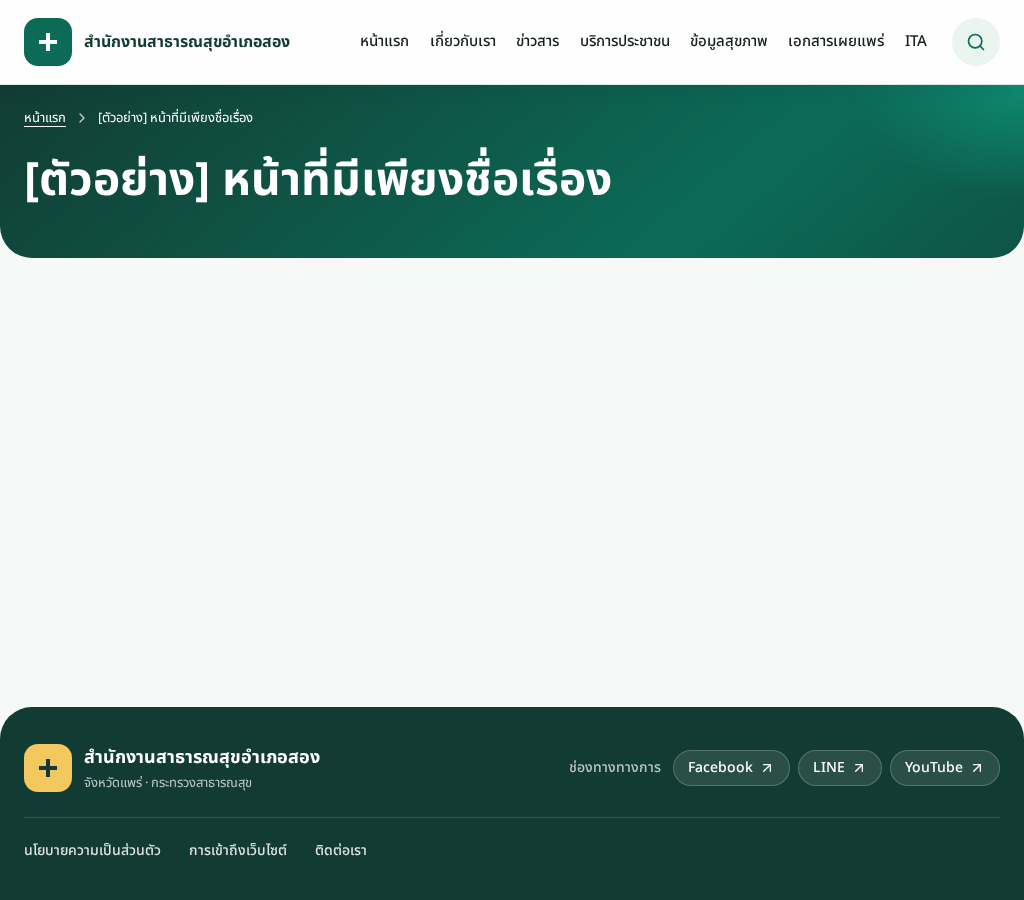 สำนักงานสาธารณสุขอำเภอสอง
หน้าแรก เกี่ยวกับเรา ข่าวสาร บริการประชาชน ข้อมูลสุขภาพ เอกสารเผยแพร่ ITA
หน้าแรก [ตัวอย่าง] หน้าที่มีเพียงชื่อเรื่อง
[ตัวอย่าง] หน้าที่มีเพียงชื่อเรื่อง
สำนักงานสาธารณสุขอำเภอสอง
จังหวัดแพร่ · กระทรวงสาธารณสุข
ช่องทางทางการ Facebook LINE YouTube
นโยบายความเป็นส่วนตัว การเข้าถึงเว็บไซต์ ติดต่อเรา